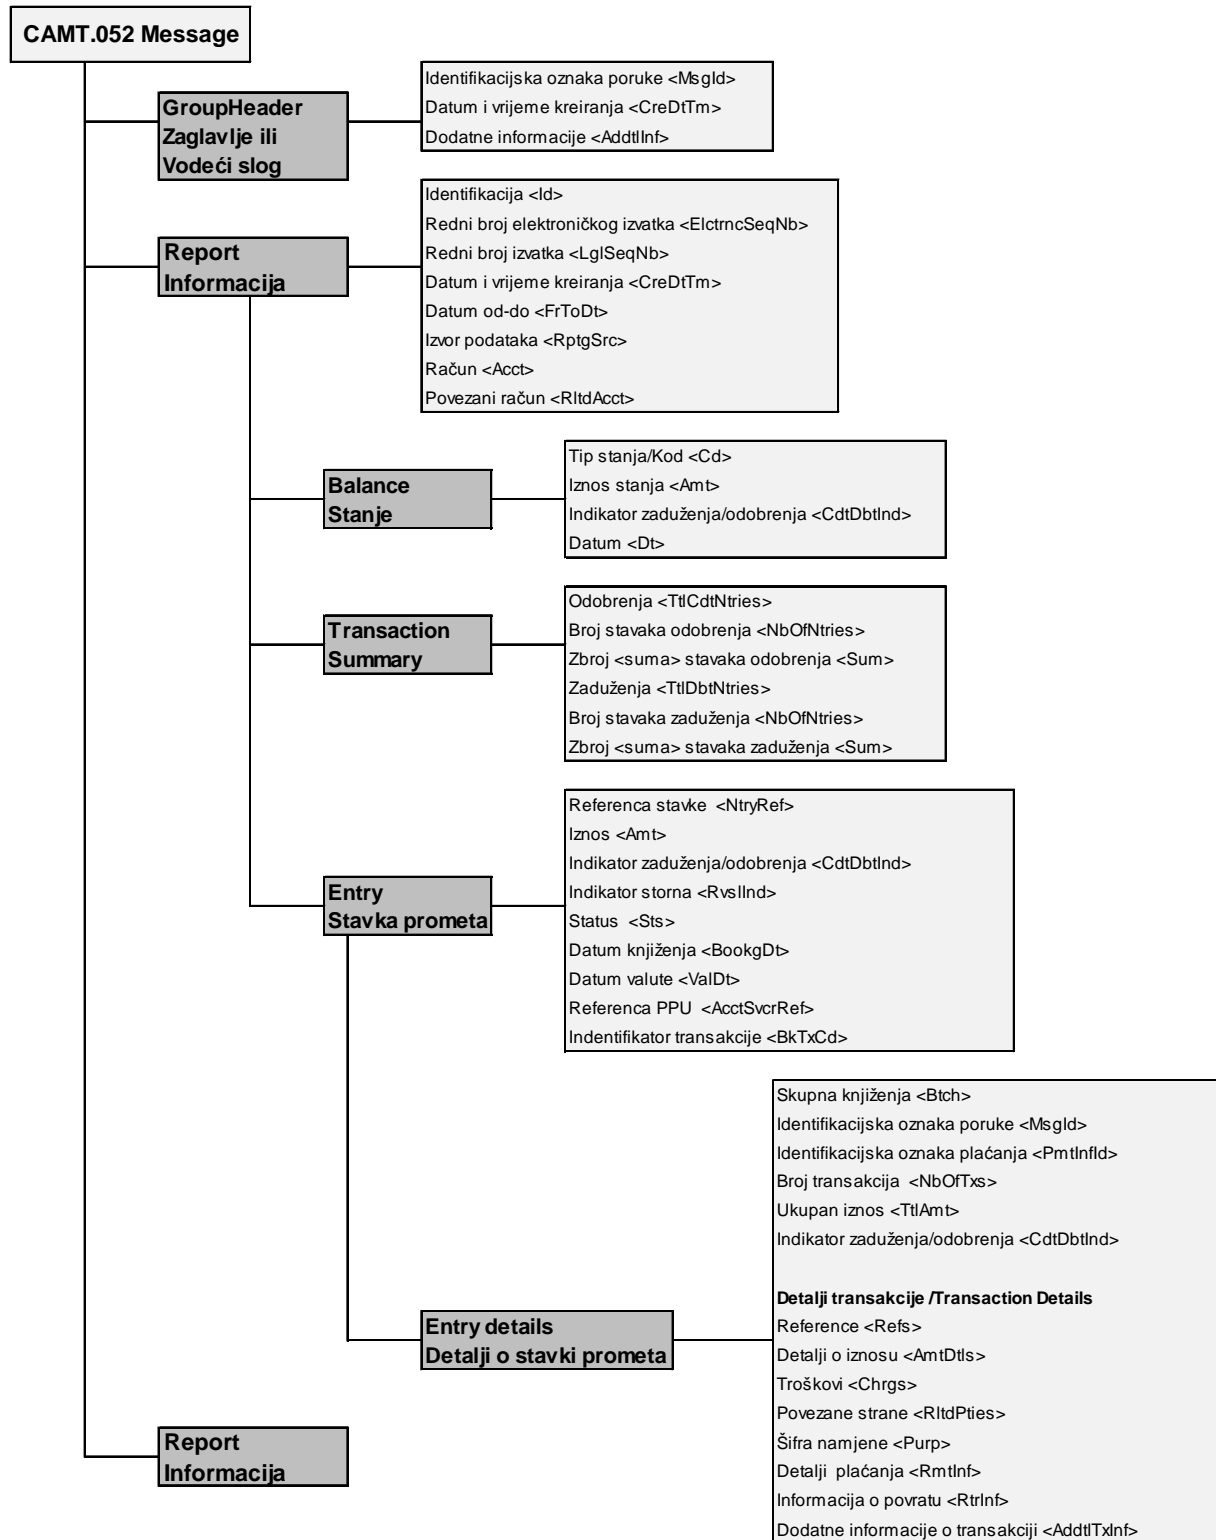 CAMT.052 Message
GroupHeader
Zaglavlje ili
Vodeći slog
Identifikacijska oznaka poruke <MsgId>
Datum i vrijeme kreiranja <CreDtTm>
Dodatne informacije <AddtlInf>
Report
Informacija
Identifikacija <Id>
Redni broj elektroničkog izvatka <ElctrncSeqNb>
Redni broj izvatka <LglSeqNb>
Datum i vrijeme kreiranja <CreDtTm>
Datum od-do <FrToDt>
Izvor podataka <RptgSrc>
Račun <Acct>
Povezani račun <RltdAcct>
Balance
Stanje
Tip stanja/Kod <Cd>
Iznos stanja <Amt>
Indikator zaduženja/odobrenja <CdtDbtInd>
Datum <Dt>
Transaction
Summary
Odobrenja <TtlCdtNtries>
Broj stavaka odobrenja <NbOfNtries>
Zbroj <suma> stavaka odobrenja <Sum>
Zaduženja <TtlDbtNtries>
Broj stavaka zaduženja <NbOfNtries>
Zbroj <suma> stavaka zaduženja <Sum>
Entry
Stavka prometa
Referenca stavke <NtryRef>
Iznos <Amt>
Indikator zaduženja/odobrenja <CdtDbtInd>
Indikator storna <RvslInd>
Status <Sts>
Datum knjiženja <BookgDt>
Datum valute <ValDt>
Referenca PPU <AcctSvcrRef>
Indentifikator transakcije <BkTxCd>
Entry details
Detalji o stavki prometa
Skupna knjiženja <Btch>
Identifikacijska oznaka poruke <MsgId>
Identifikacijska oznaka plaćanja <PmtInfId>
Broj transakcija <NbOfTxs>
Ukupan iznos <TtlAmt>
Indikator zaduženja/odobrenja <CdtDbtInd>
Detalji transakcije /Transaction Details
Reference <Refs>
Detalji o iznosu <AmtDtls>
Troškovi <Chrgs>
Povezane strane <RltdPties>
Šifra namjene <Purp>
Detalji plaćanja <RmtInf>
Informacija o povratu <RtrInf>
Dodatne informacije o transakciji <AddtlTxInf>
Report
Informacija